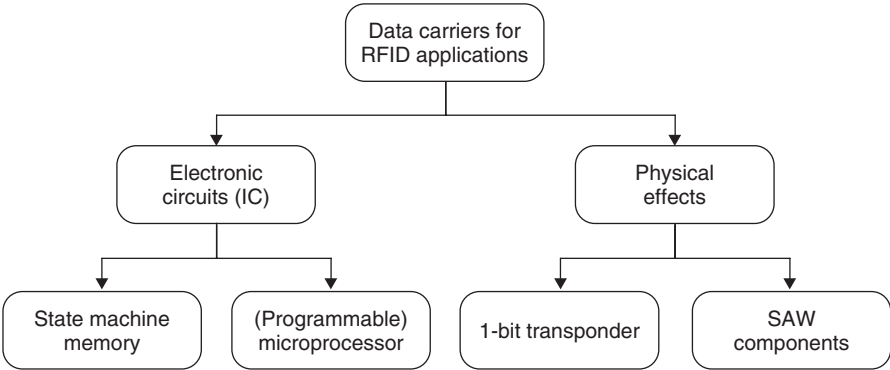 Data carriers for
RFID applications
Electronic
circuits (IC)
Physical
effects
State machine
memory
(Programmable)
microprocessor
1-bit transponder
SAW
components